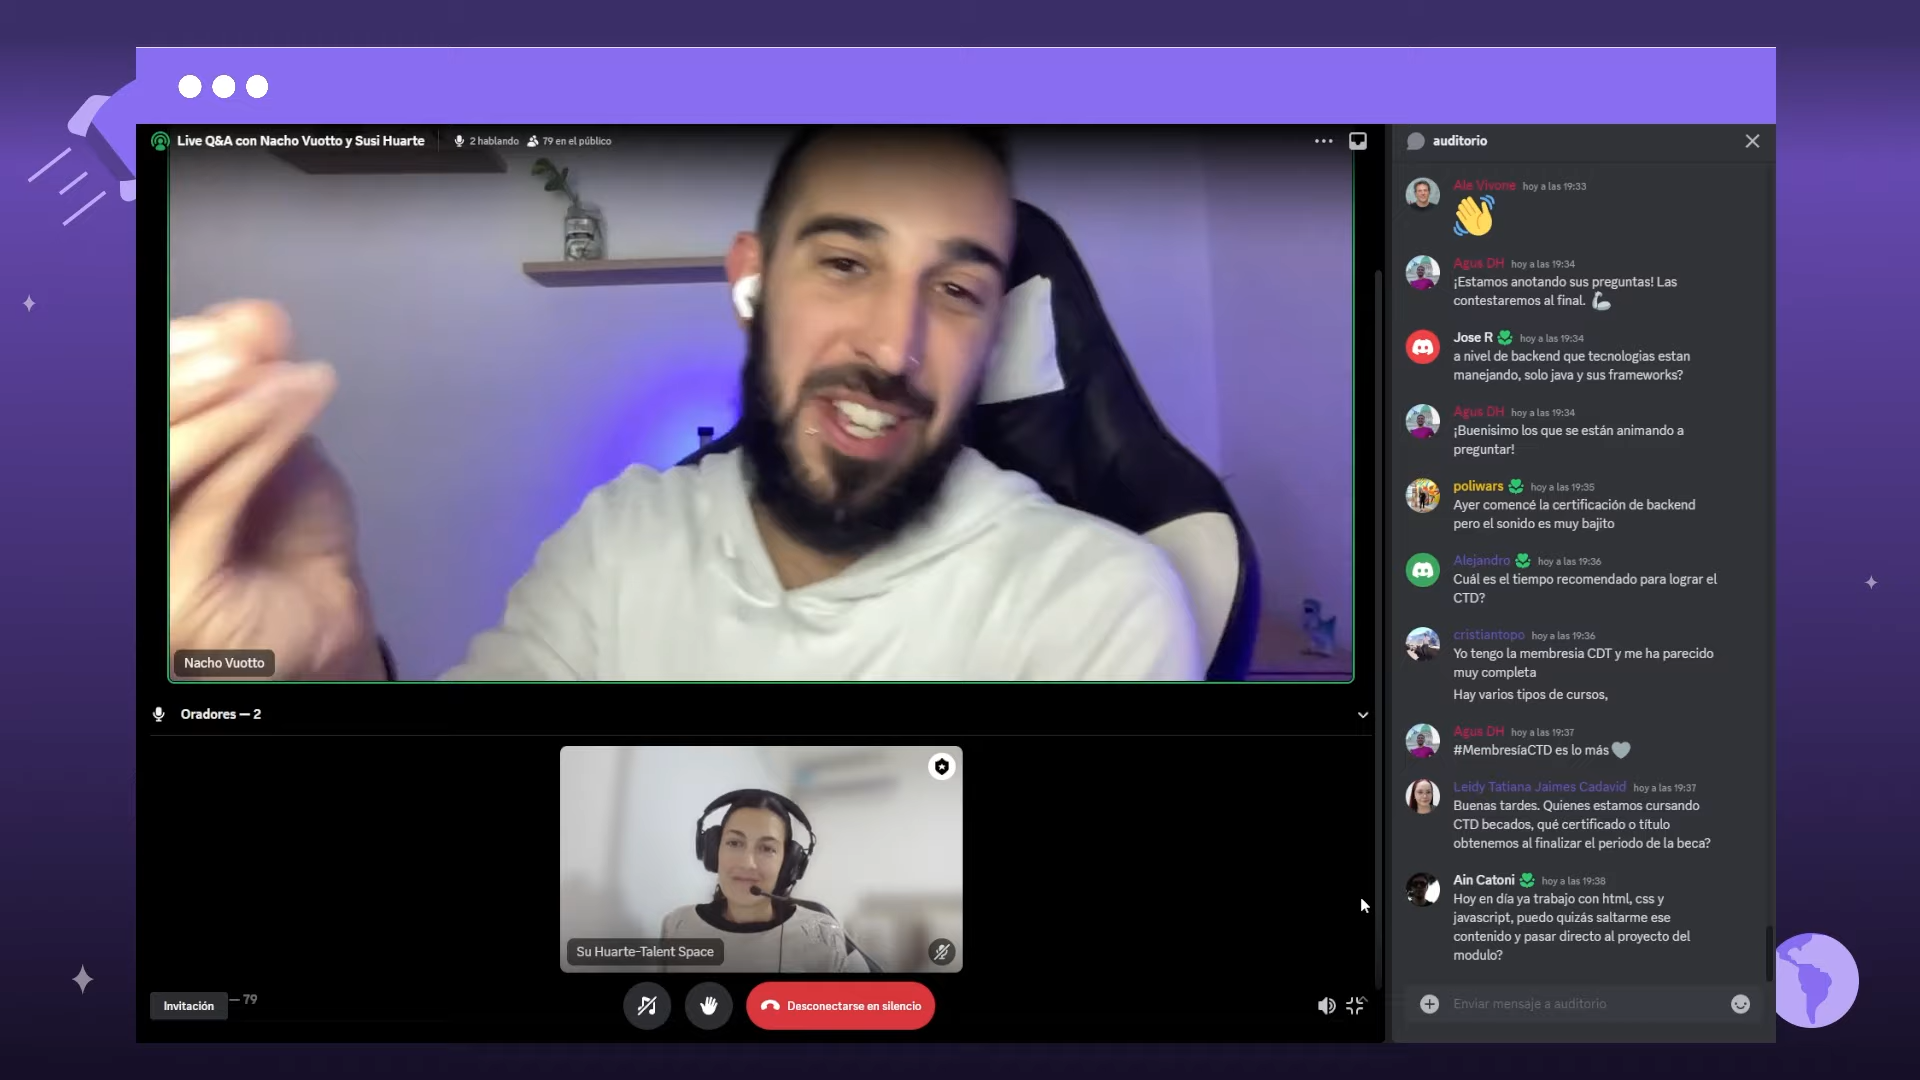 Live Q&A con Nacho Vuotto y Susi Huarte
2 hablando
79 en el público
Nacho Vuotto
Oradores — 2
Su Huarte-Talent Space
Invitación
— 79
Desconectarse en silencio
auditorio
Ale Vivone hoy a las 19:33
Agus DH hoy a las 19:34
¡Estamos anotando sus preguntas! Las
contestaremos al final.
Jose R hoy a las 19:34
a nivel de backend que tecnologias estan
manejando, solo java y sus frameworks?
Agus DH hoy a las 19:34
¡Buenisimo los que se están animando a
preguntar!
poliwars hoy a las 19:35
Ayer comencé la certificación de backend
pero el sonido es muy bajito
Alejandro hoy a las 19:36
Cuál es el tiempo recomendado para lograr el
CTD?
cristiantopo hoy a las 19:36
Yo tengo la membresia CDT y me ha parecido
muy completa
Hay varios tipos de cursos,
Agus DH hoy a las 19:37
#MembresíaCTD es lo más
Leidy Tatiana Jaimes Cadavid hoy a las 19:37
Buenas tardes. Quienes estamos cursando
CTD becados, qué certificado o título
obtenemos al finalizar el periodo de la beca?
Ain Catoni hoy a las 19:38
Hoy en día ya trabajo con html, css y
javascript, puedo quizás saltarme ese
contenido y pasar directo al proyecto del
modulo?
Enviar mensaje a auditorio